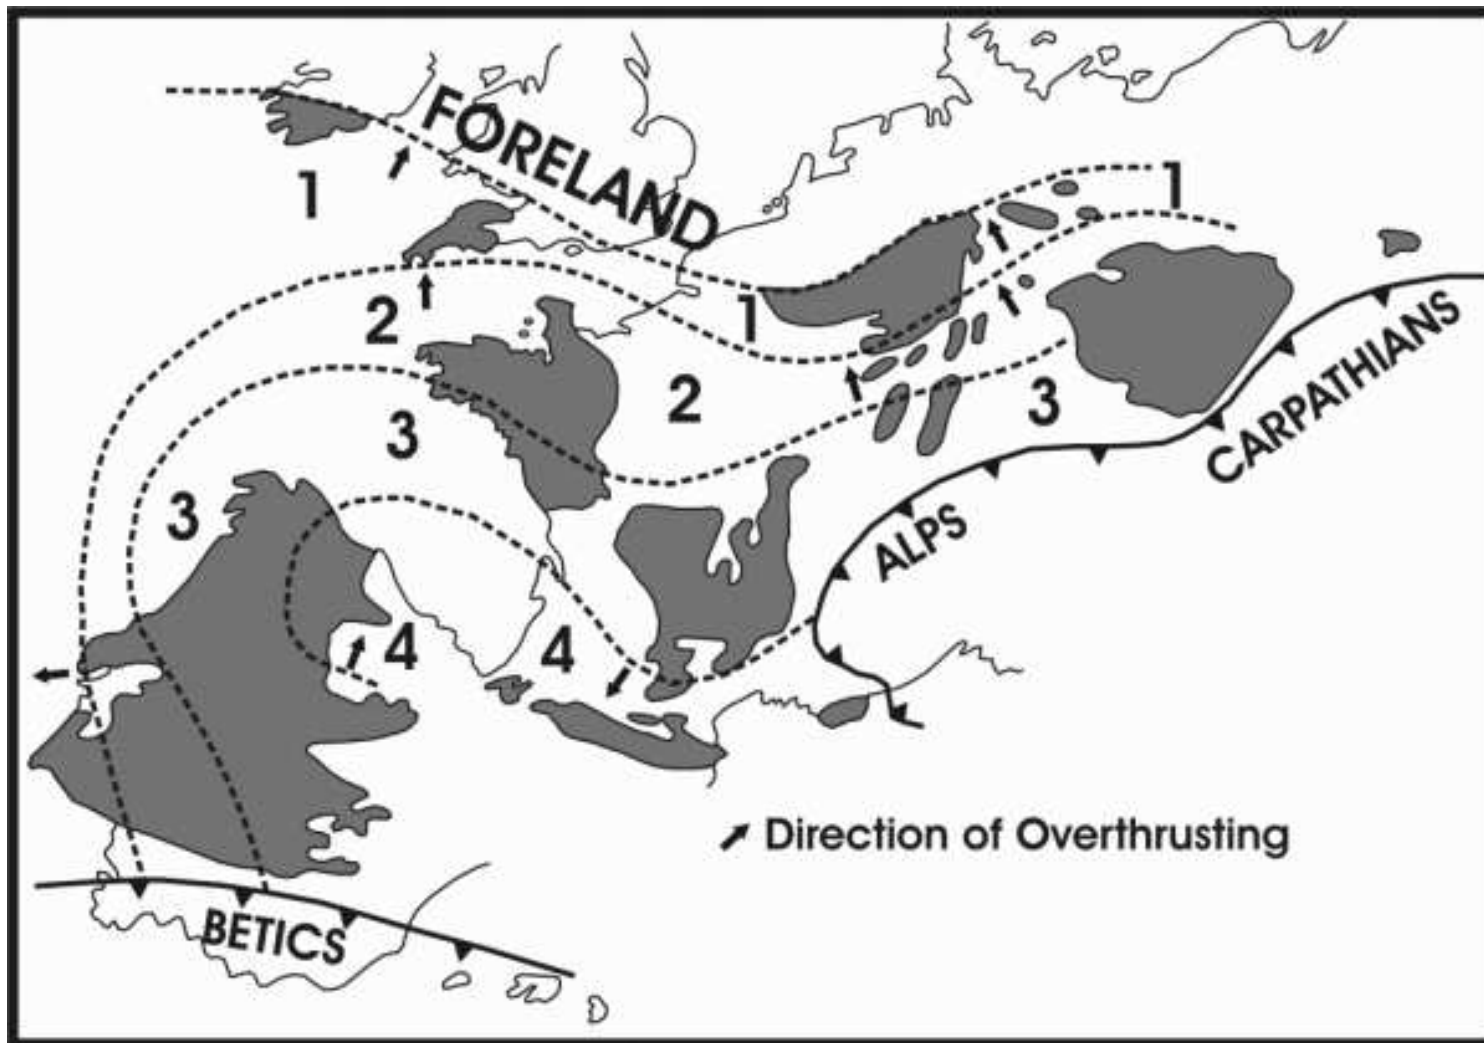 FORELAND
1
1
1
2
2
3
3
3
CARPATHIANS
ALPS
4
4
Direction of Overthrusting
BETICS